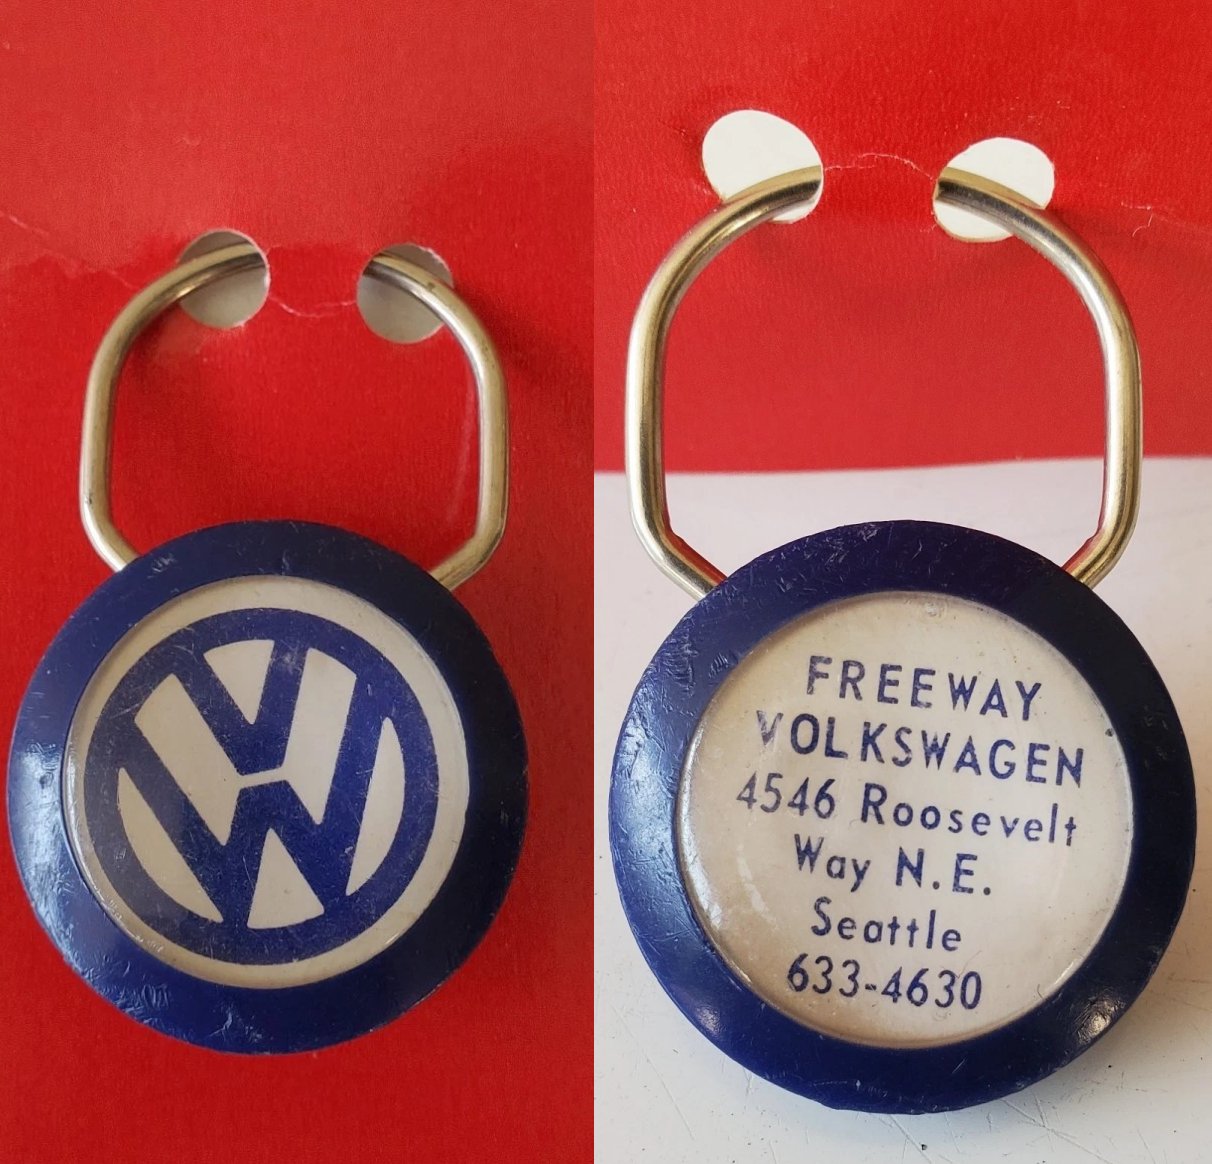 VW
FREEWAY
VOLKSWAGEN
4546 Roosevelt
Way N.E.
Seattle
633-4630